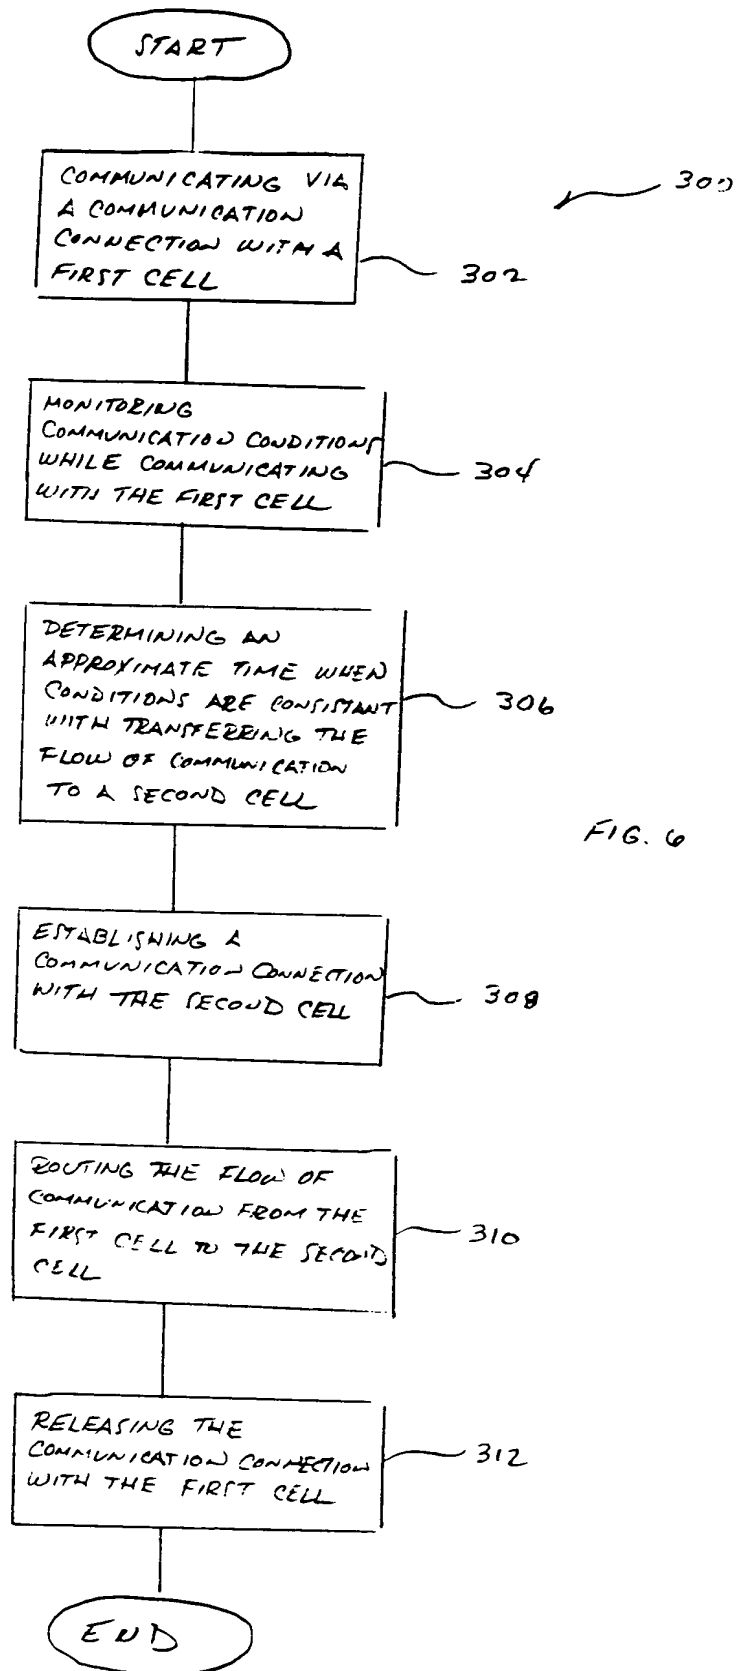 START
COMMUNICATING VIA
A COMMUNICATION
CONNECTION WITH A
FIRST CELL
300
302
MONITORING
COMMUNICATION CONDITIONS
WHILE COMMUNICATING
WITH THE FIRST CELL
304
DETERMINING AN
APPROXIMATE TIME WHEN
CONDITIONS ARE CONSISTANT
WITH TRANSFERRING THE
FLOW OF COMMUNICATION
TO A SECOND CELL
306
FIG. 6
ESTABLISHING A
COMMUNICATION CONNECTION
WITH THE SECOND CELL
308
ROUTING THE FLOW OF
COMMUNICATION FROM THE
FIRST CELL TO THE SECOND
CELL
310
RELEASING THE
COMMUNICATION CONNECTION
WITH THE FIRST CELL
312
END